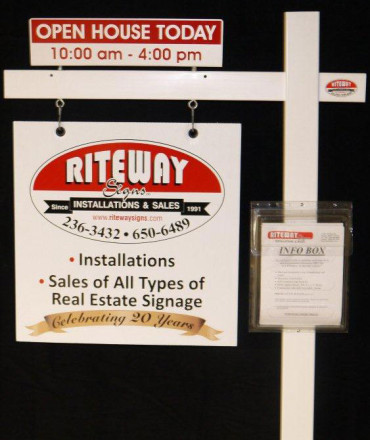 OPEN HOUSE TODAY
10:00 am - 4:00 pm
RITEWAY
RITEWAY
Signs
Since INSTALLATIONS & SALES 1991
www.ritewaysigns.com
236-3432 • 650-6489
• Installations
• Sales of All Types of
Real Estate Signage
Celebrating 20 Years
RITEWAY
INFO BOX